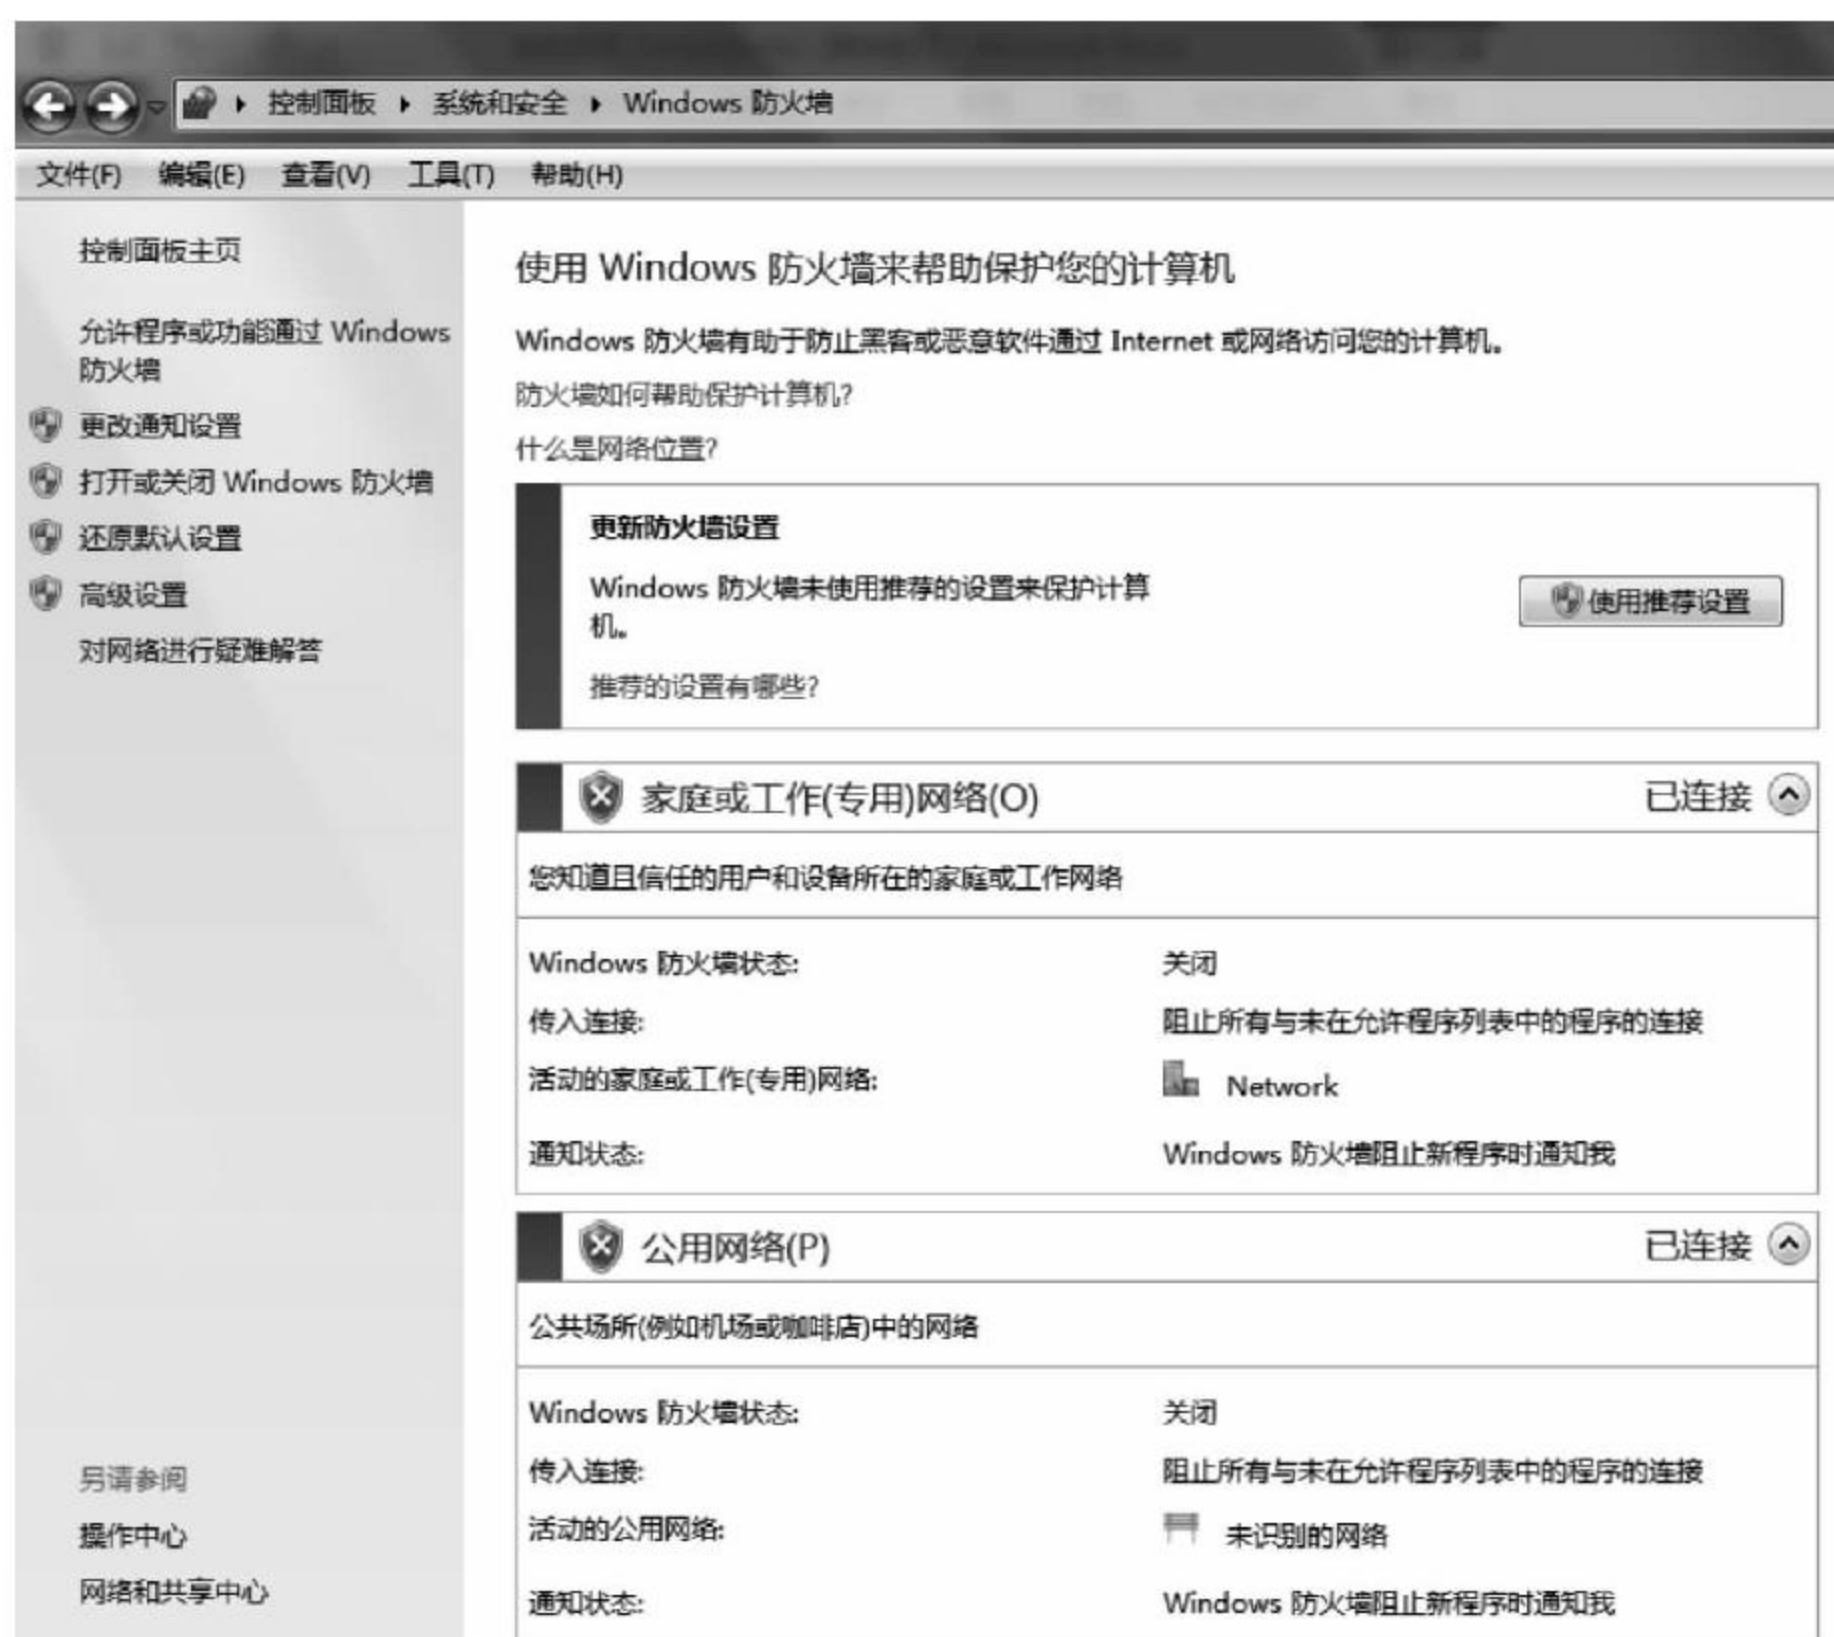 控制面板 系统和安全 Windows 防火墙
文件(F) 编辑(E) 查看(V) 工具(T) 帮助(H)
控制面板主页
允许程序或功能通过 Windows
防火墙
更改通知设置
打开或关闭 Windows 防火墙
还原默认设置
高级设置
对网络进行疑难解答
另请参阅
操作中心
网络和共享中心
使用 Windows 防火墙来帮助保护您的计算机
Windows 防火墙有助于防止黑客或恶意软件通过 Internet 或网络访问您的计算机。
防火墙如何帮助保护计算机?
什么是网络位置?
更新防火墙设置
Windows 防火墙未使用推荐的设置来保护计算
机。
使用推荐设置
推荐的设置有哪些?
家庭或工作(专用)网络(O) 已连接
您知道且信任的用户和设备所在的家庭或工作网络
Windows 防火墙状态: 关闭
传入连接: 阻止所有与未在允许程序列表中的程序的连接
活动的家庭或工作(专用)网络: Network
通知状态: Windows 防火墙阻止新程序时通知我
公用网络(P) 已连接
公共场所(例如机场或咖啡店)中的网络
Windows 防火墙状态: 关闭
传入连接: 阻止所有与未在允许程序列表中的程序的连接
活动的公用网络: 未识别的网络
通知状态: Windows 防火墙阻止新程序时通知我